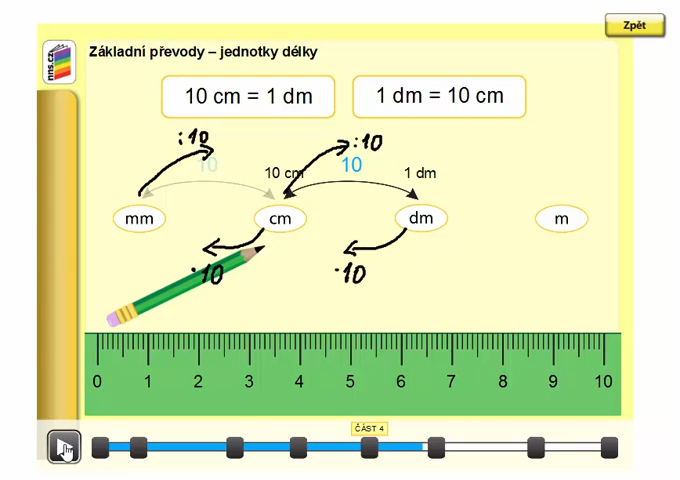 Zpět
nns.cz
Základní převody – jednotky délky
10 cm = 1 dm
1 dm = 10 cm
:10
:10
10
10
10 cm
1 dm
mm
cm
dm
m
·10
·10
0 1 2 3 4 5 6 7 8 9 10
ČÁST 4